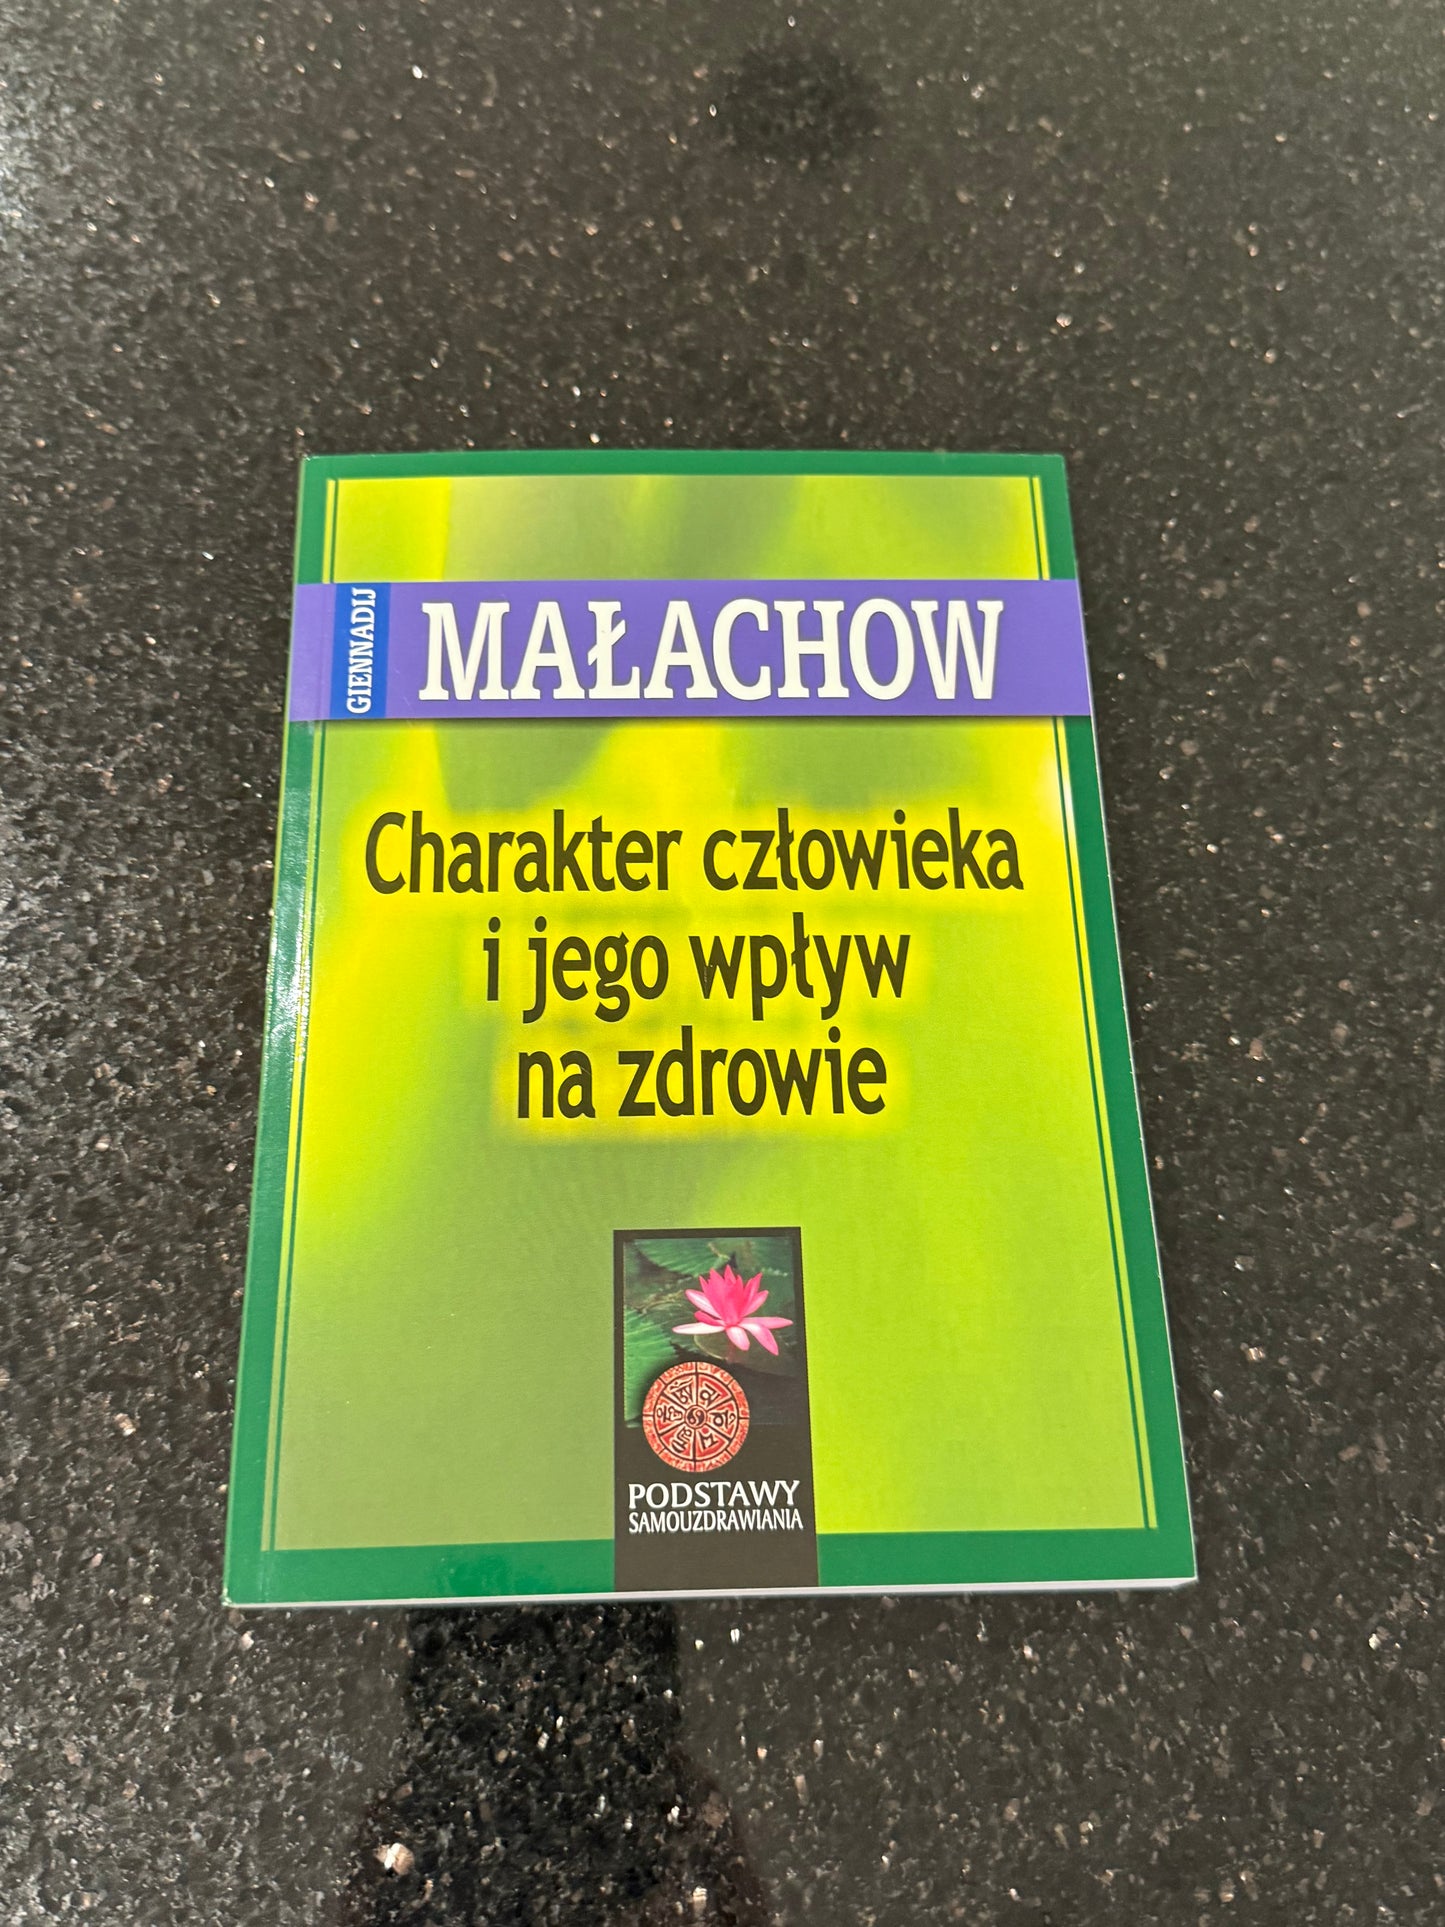 GIENNADIJ
MAŁACHOW
Charakter człowieka
i jego wpływ
na zdrowie
PODSTAWY
SAMOUZDRAWIANIA